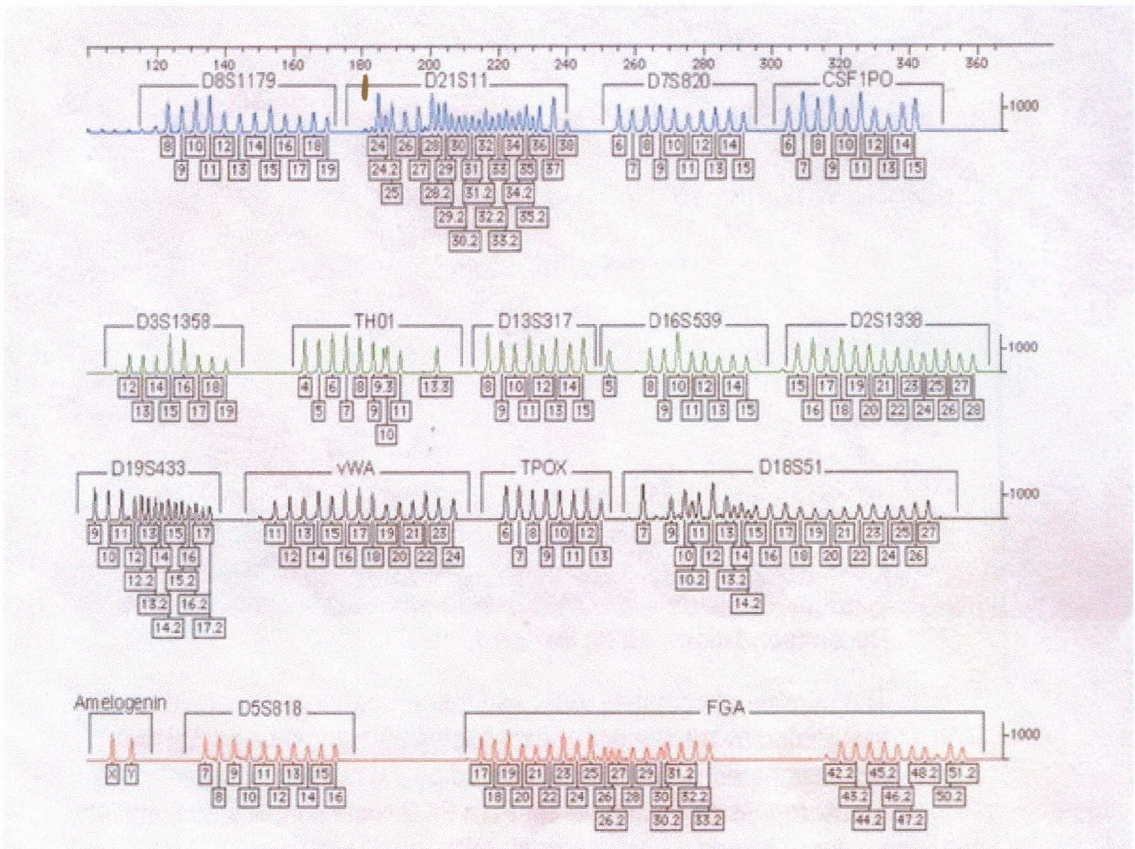 120 140 160 180 200 220 240 260 280 300 320 340 360
D8S1179 D21S11 D7S820 CSF1PO
1000
8 10 12 14 16 18 24 26 28 30 32 34 36 38 6 8 10 12 14 6 8 10 12 14
9 11 13 15 17 19 24.2 27 29 31 33 35 37 7 9 11 13 15 7 9 11 13 15
25 28.2 31.2 34.2
29.2 32.2 35.2
30.2 33.2
D3S1358 TH01 D13S317 D16S539 D2S1338
1000
12 14 16 18 4 6 8 9.3 13.3 8 10 12 14 5 8 10 12 14 15 17 19 21 23 25 27
13 15 17 19 5 7 9 11 9 11 13 15 9 11 13 15 16 18 20 22 24 26 28
10
D19S433 vWA TPOX D18S51
1000
9 11 12 13 14 15 16 17 11 13 15 17 19 21 23 6 8 10 12 7 9 11 13 15 17 19 21 23 25 27
10 12 14 16 12 14 16 18 20 22 24 7 9 11 13 10 12 14 16 18 20 22 24 26
12.2 15.2 10.2 13.2
13.2 16.2 14.2
14.2 17.2
Amelogenin D5S818 FGA
1000
X Y 7 9 11 13 15 17 19 21 23 25 27 29 31.2 42.2 45.2 48.2 51.2
8 10 12 14 16 18 20 22 24 26 28 30 32.2 43.2 46.2 50.2
26.2 30.2 33.2 44.2 47.2